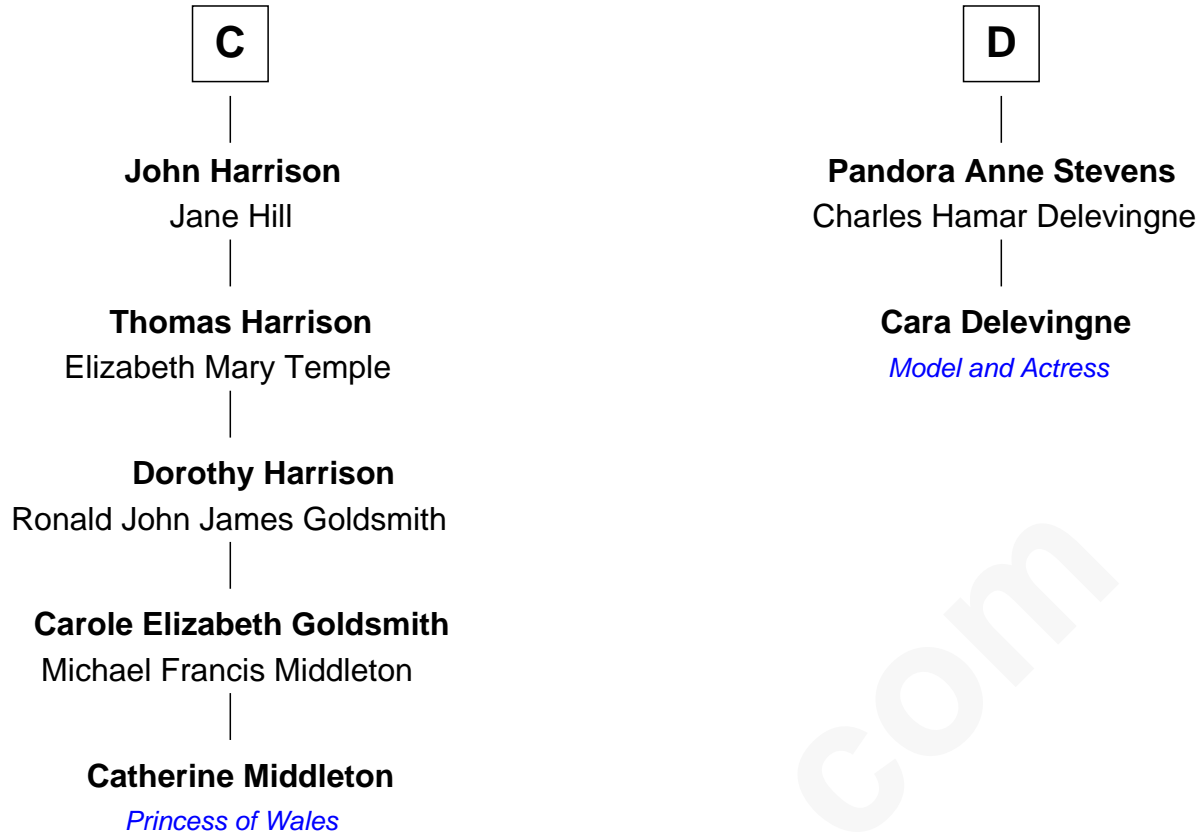 C
John Harrison
Jane Hill
Thomas Harrison
Elizabeth Mary Temple
Dorothy Harrison
Ronald John James Goldsmith
Carole Elizabeth Goldsmith
Michael Francis Middleton
Catherine Middleton
Princess of Wales
D
Pandora Anne Stevens
Charles Hamar Delevingne
Cara Delevingne
Model and Actress
com